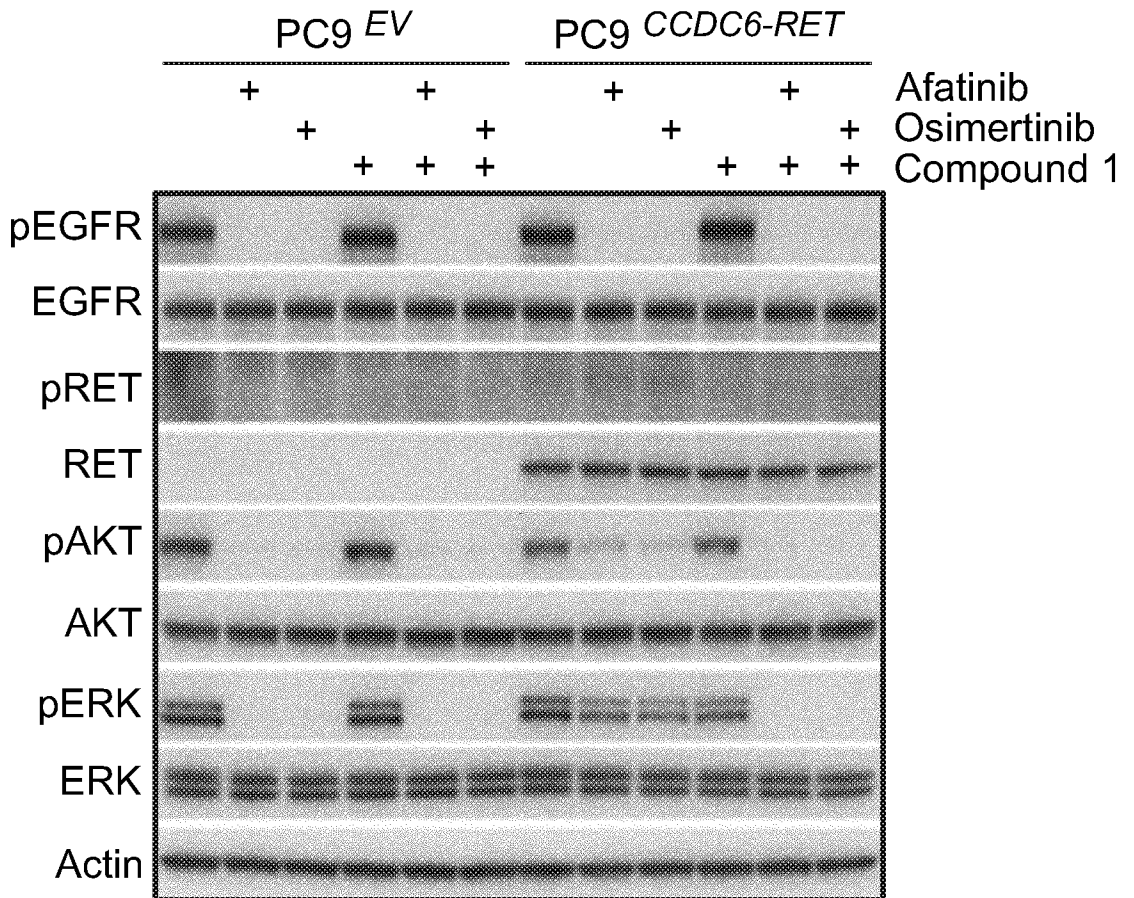 PC9 EV PC9 CCDC6-RET
+ + + + Afatinib
+ + + + Osimertinib
+ + + + + + Compound 1
pEGFR
EGFR
pRET
RET
pAKT
AKT
pERK
ERK
Actin